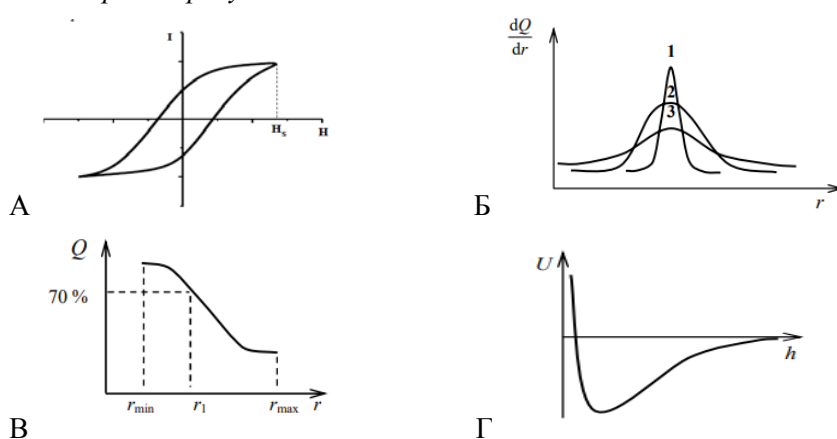 I
H_s
H
А
dQ
dr
1
2
3
r
Б
Q
70 %
r_min
r_1
r_max
r
В
U
h
Г